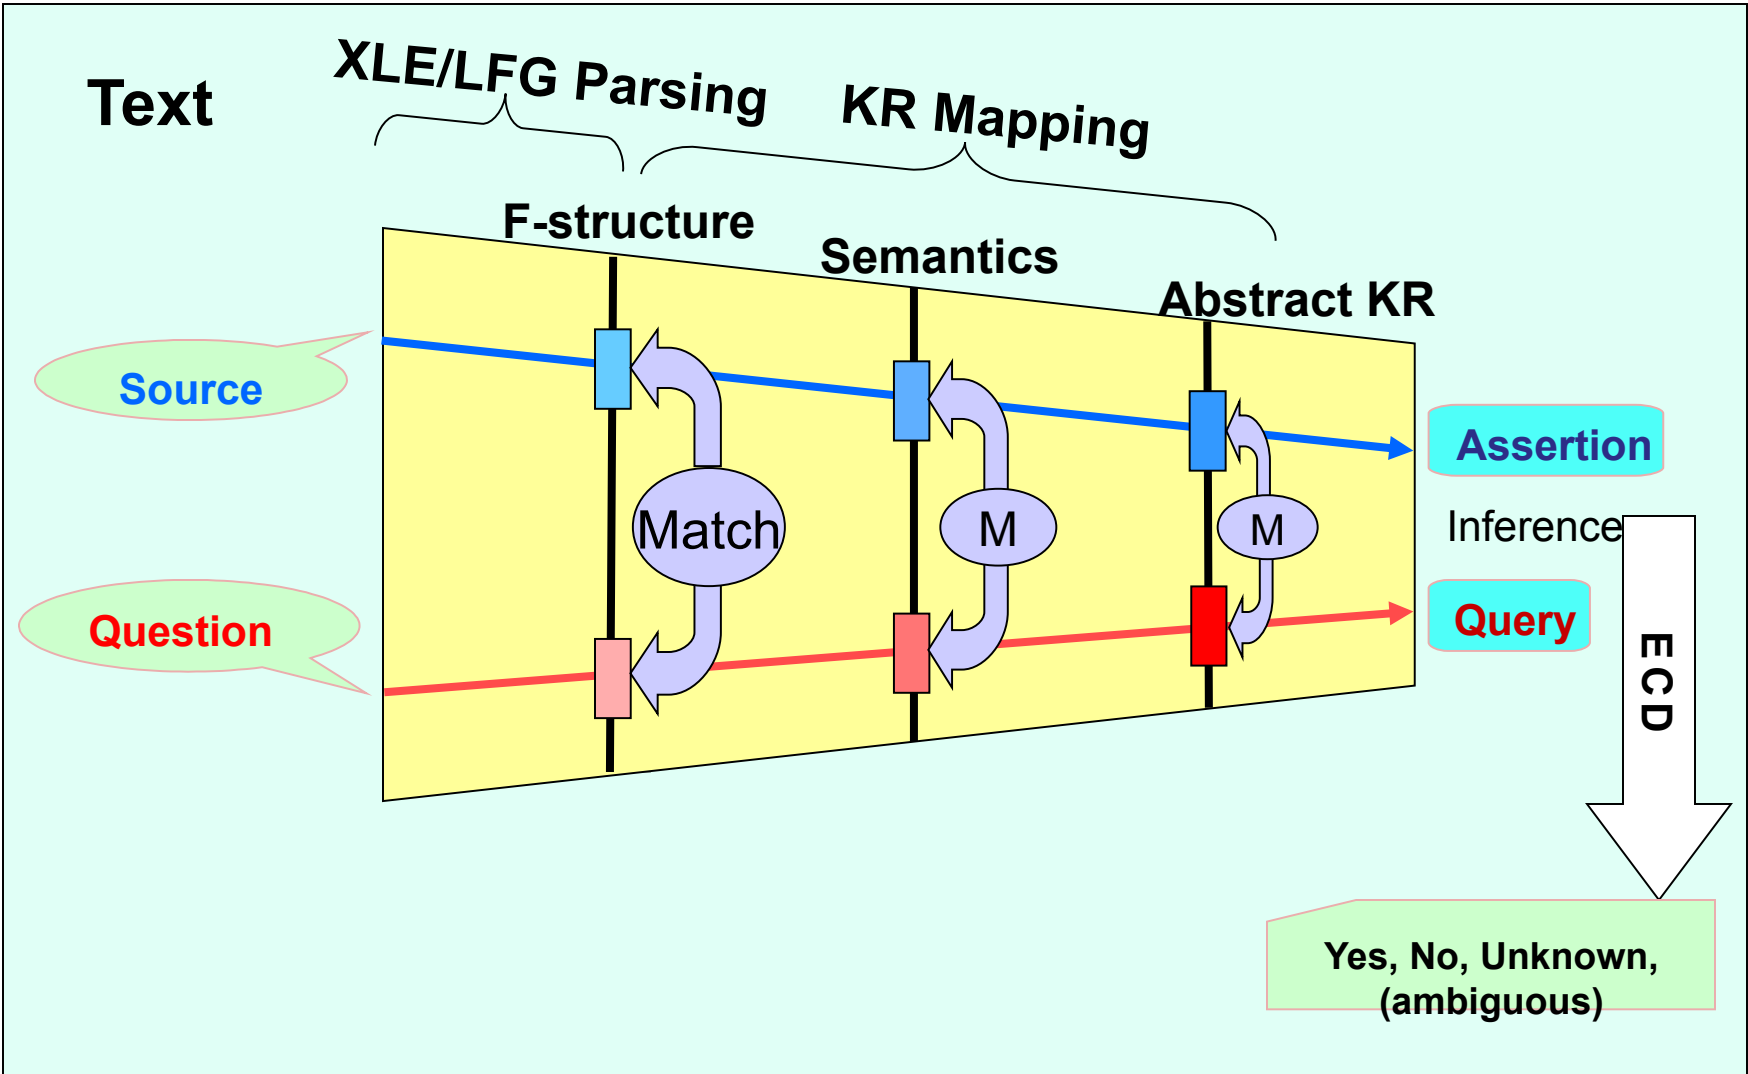 XLE/LFG Parsing
Text
KR Mapping
F-structure
Semantics
Abstract KR
Source
Assertion
Match
M
M
Inference
Question
Query
ECD
Yes, No, Unknown,
(ambiguous)